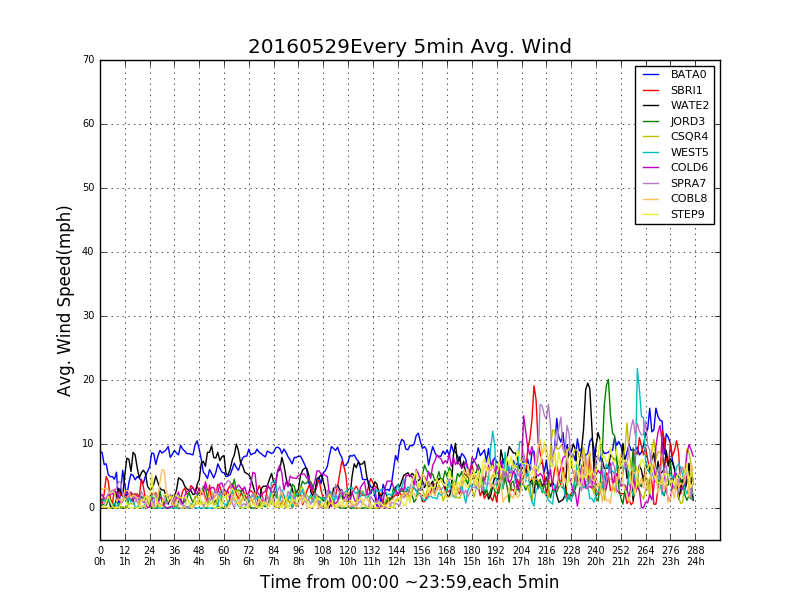 20160529Every 5min Avg. Wind
70
60
50
40
30
20
10
0
Avg. Wind Speed(mph)
BATA0
SBRI1
WATE2
JORD3
CSQR4
WEST5
COLD6
SPRA7
COBL8
STEP9
0 12 24 36 48 60 72 84 96 108 120 132 144 156 168 180 192 204 216 228 240 252 264 276 288
0h 1h 2h 3h 4h 5h 6h 7h 8h 9h 10h 11h 12h 13h 14h 15h 16h 17h 18h 19h 20h 21h 22h 23h 24h
Time from 00:00 ~23:59,each 5min